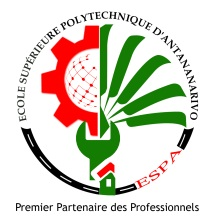 ECOLE SUPÉRIEURE POLYTECHNIQUE D'ANTANANARIVO
ESPA
Premier Partenaire des Professionnels